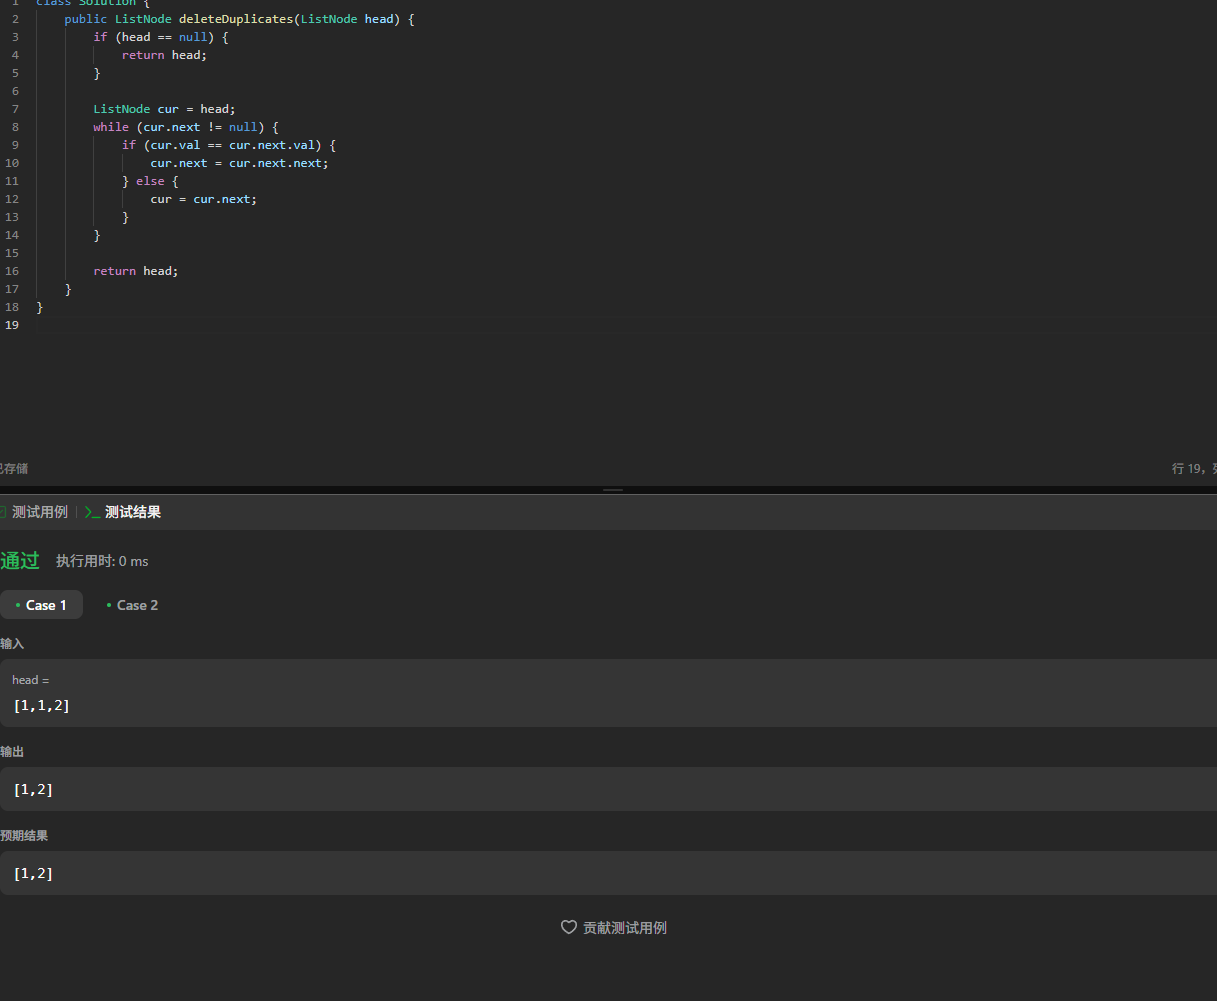 1 class Solution {
2 public ListNode deleteDuplicates(ListNode head) {
3 if (head == null) {
4 return head;
5 }
6
7 ListNode cur = head;
8 while (cur.next != null) {
9 if (cur.val == cur.next.val) {
10 cur.next = cur.next.next;
11 } else {
12 cur = cur.next;
13 }
14 }
15
16 return head;
17 }
18 }
19
存储
行 19,
测试用例 | >_ 测试结果
通过 执行用时: 0 ms
• Case 1 • Case 2
输入
head =
[1,1,2]
输出
[1,2]
预期结果
[1,2]
贡献测试用例